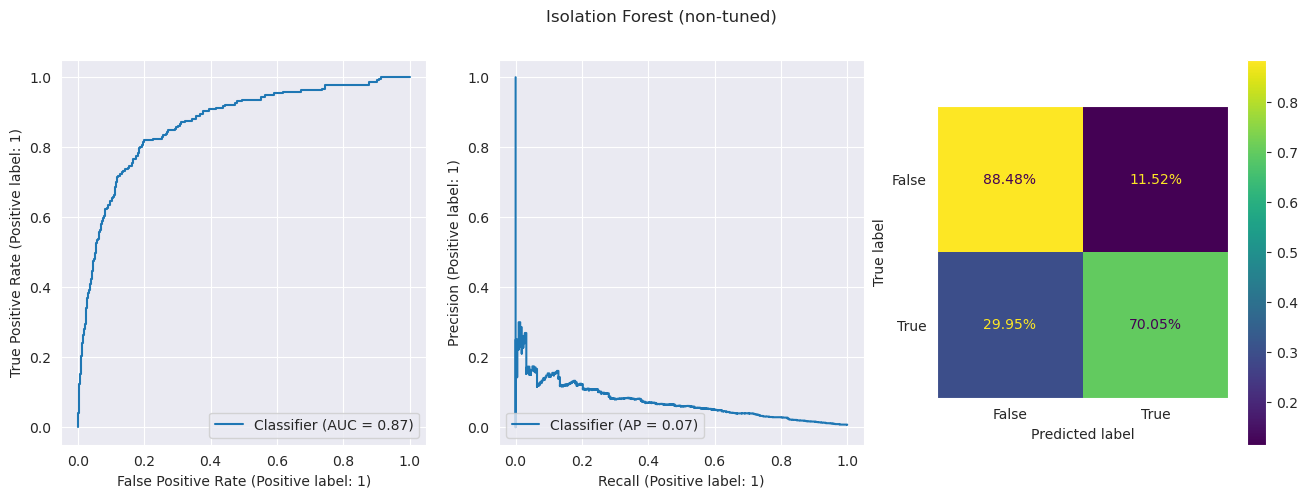 Isolation Forest (non-tuned)
True Positive Rate (Positive label: 1)
1.0
0.8
0.6
0.4
0.2
0.0
Classifier (AUC = 0.87)
0.0 0.2 0.4 0.6 0.8 1.0
False Positive Rate (Positive label: 1)
Precision (Positive label: 1)
1.0
0.8
0.6
0.4
0.2
0.0
Classifier (AP = 0.07)
0.0 0.2 0.4 0.6 0.8 1.0
Recall (Positive label: 1)
True label
False 88.48% 11.52%
True 29.95% 70.05%
False True
Predicted label
0.8
0.7
0.6
0.5
0.4
0.3
0.2